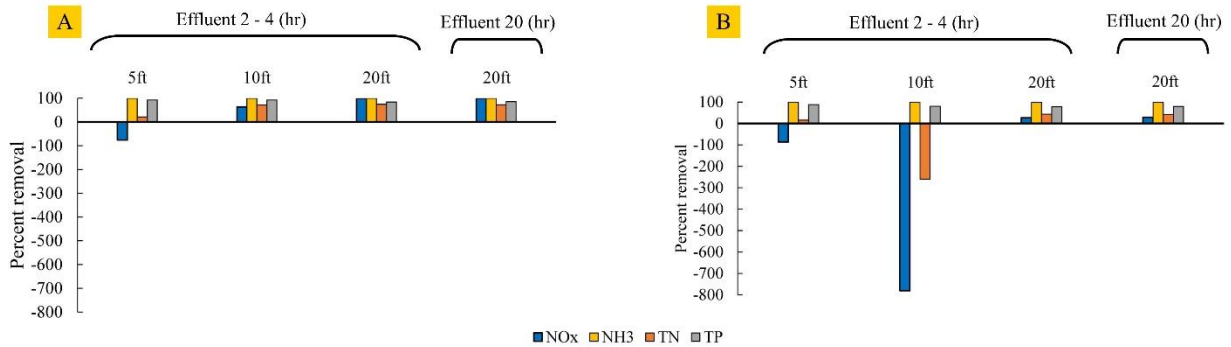 A
Effluent 2 - 4 (hr)
Effluent 20 (hr)
5ft
10ft
20ft
20ft
Percent removal
100
0
-100
-200
-300
-400
-500
-600
-700
-800
B
Effluent 2 - 4 (hr)
Effluent 20 (hr)
5ft
10ft
20ft
20ft
Percent removal
100
0
-100
-200
-300
-400
-500
-600
-700
-800
NOx NH3 TN TP